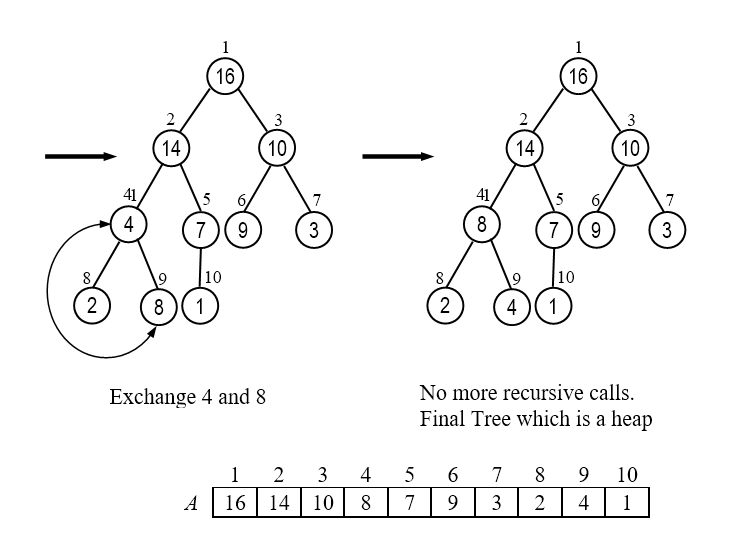 1 1
16 16
2 3 2 3
14 10 14 10
41 5 6 7 41 5 6 7
4 7 9 3 8 7 9 3
8 9 10 8 9 10
2 8 1 2 4 1
Exchange 4 and 8
No more recursive calls.
Final Tree which is a heap
1 2 3 4 5 6 7 8 9 10
A 16 14 10 8 7 9 3 2 4 1